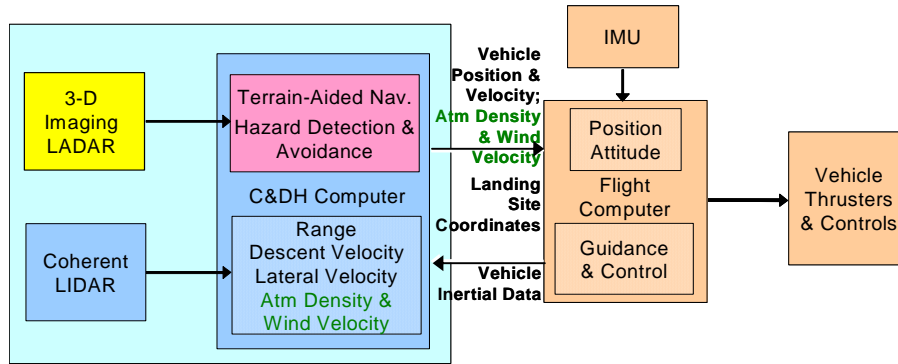 3-D
Imaging
LADAR
Coherent
LIDAR
Terrain-Aided Nav.
Hazard Detection &
Avoidance
C&DH Computer
Range
Descent Velocity
Lateral Velocity
Atm Density &
Wind Velocity
Vehicle
Position &
Velocity;
Atm Density
& Wind
Velocity
Landing
Site
Coordinates
Vehicle
Inertial Data
IMU
Position
Attitude
Flight
Computer
Guidance
& Control
Vehicle
Thrusters
& Controls